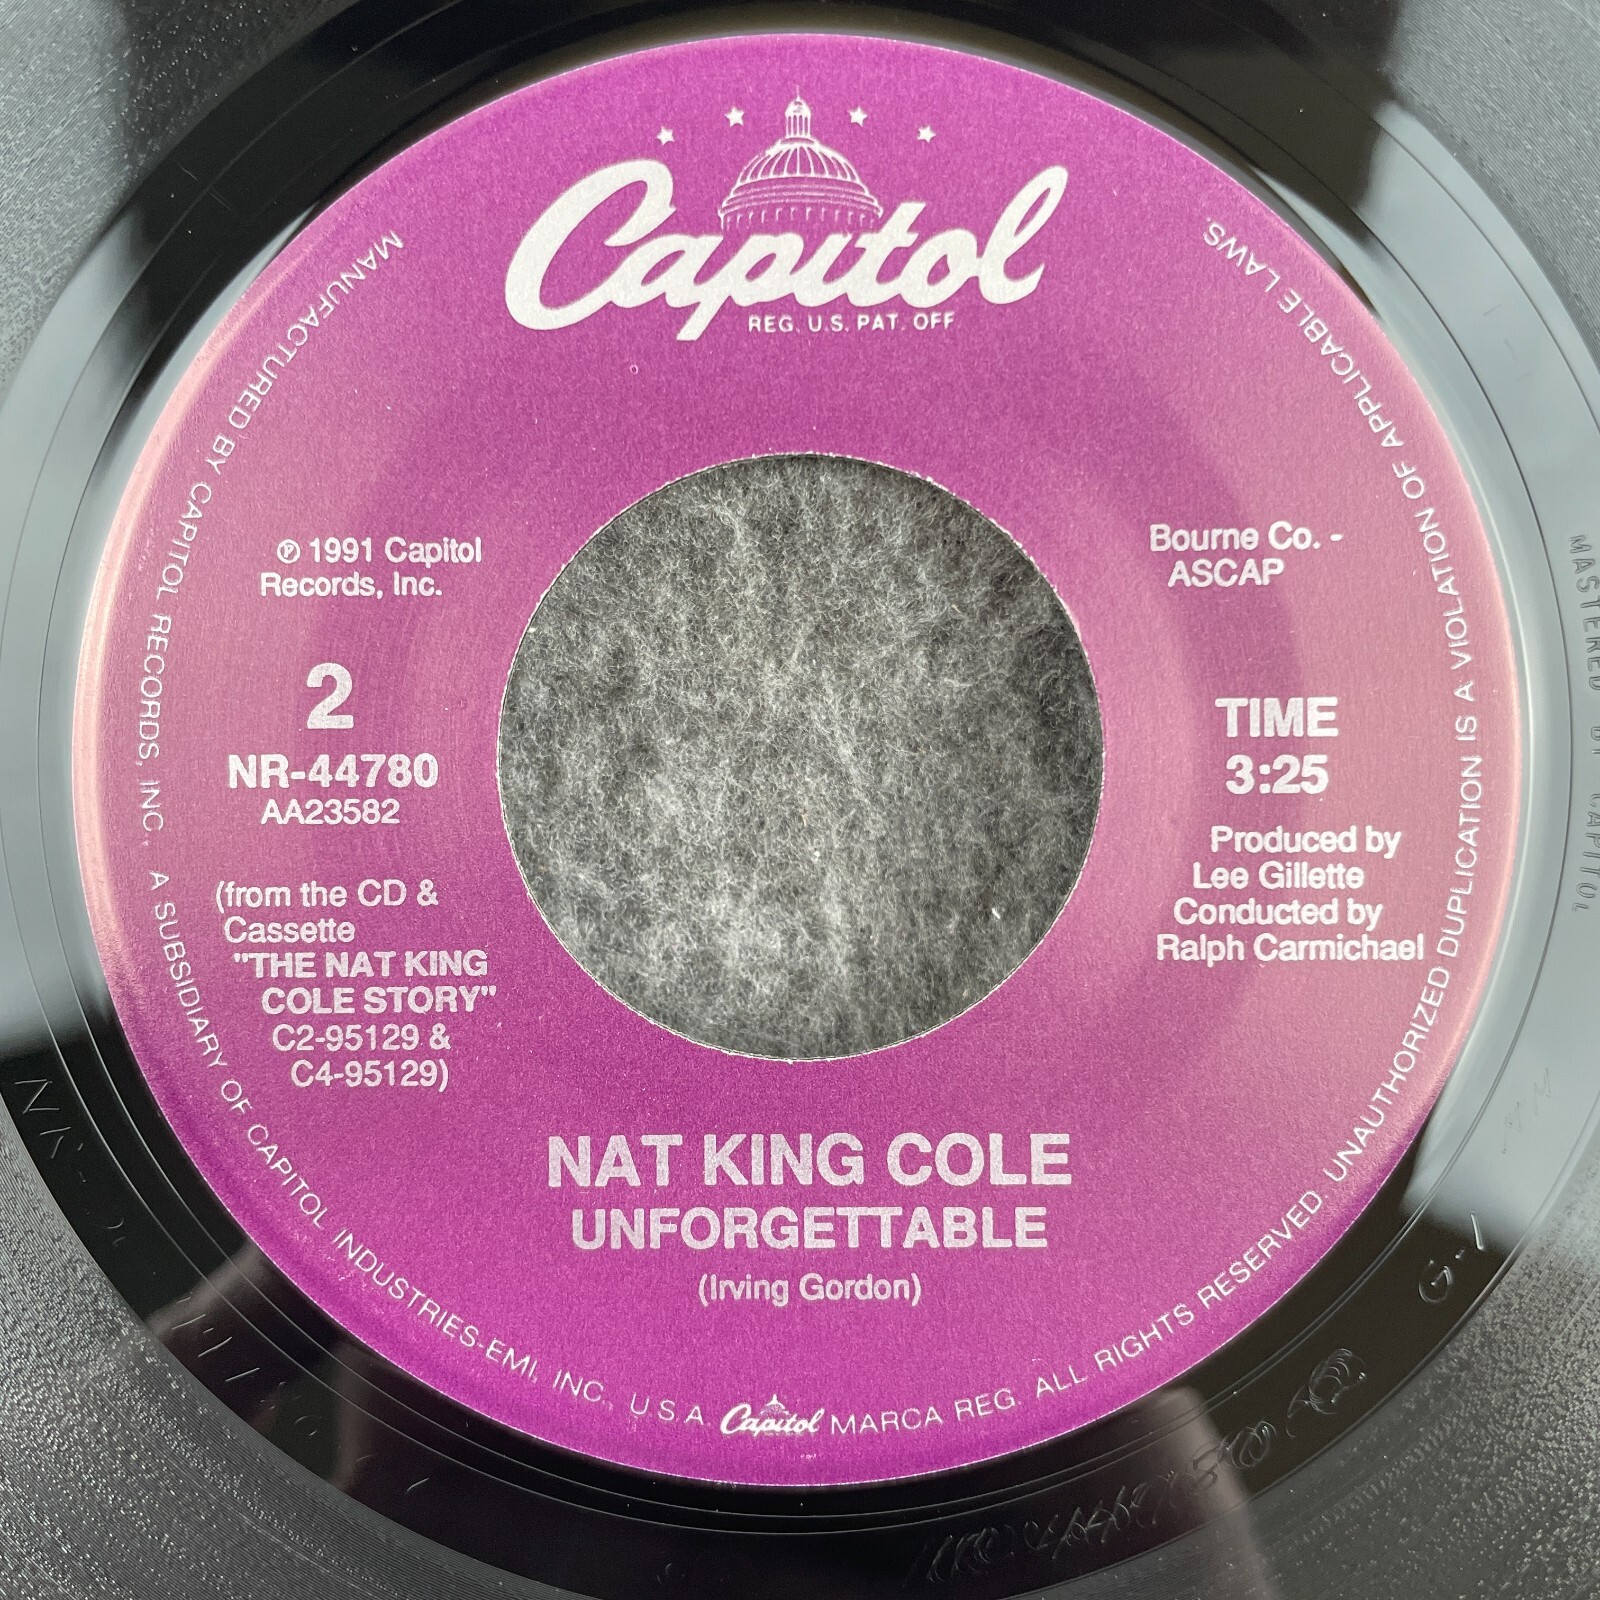 Capitol
REG. U.S. PAT. OFF
℗ 1991 Capitol
Records, Inc.
2
NR-44780
AA23582
(from the CD &
Cassette
"THE NAT KING
COLE STORY"
C2-95129 &
C4-95129)
Bourne Co. -
ASCAP
TIME
3:25
Produced by
Lee Gillette
Conducted by
Ralph Carmichael
NAT KING COLE
UNFORGETTABLE
(Irving Gordon)
MANUFACTURED BY CAPITOL RECORDS, INC. A SUBSIDIARY OF CAPITOL INDUSTRIES-EMI, INC., U.S.A. Capitol MARCA REG. ALL RIGHTS RESERVED. UNAUTHORIZED DUPLICATION IS A VIOLATION OF APPLICABLE LAWS.
MASTERED BY CAPITOL